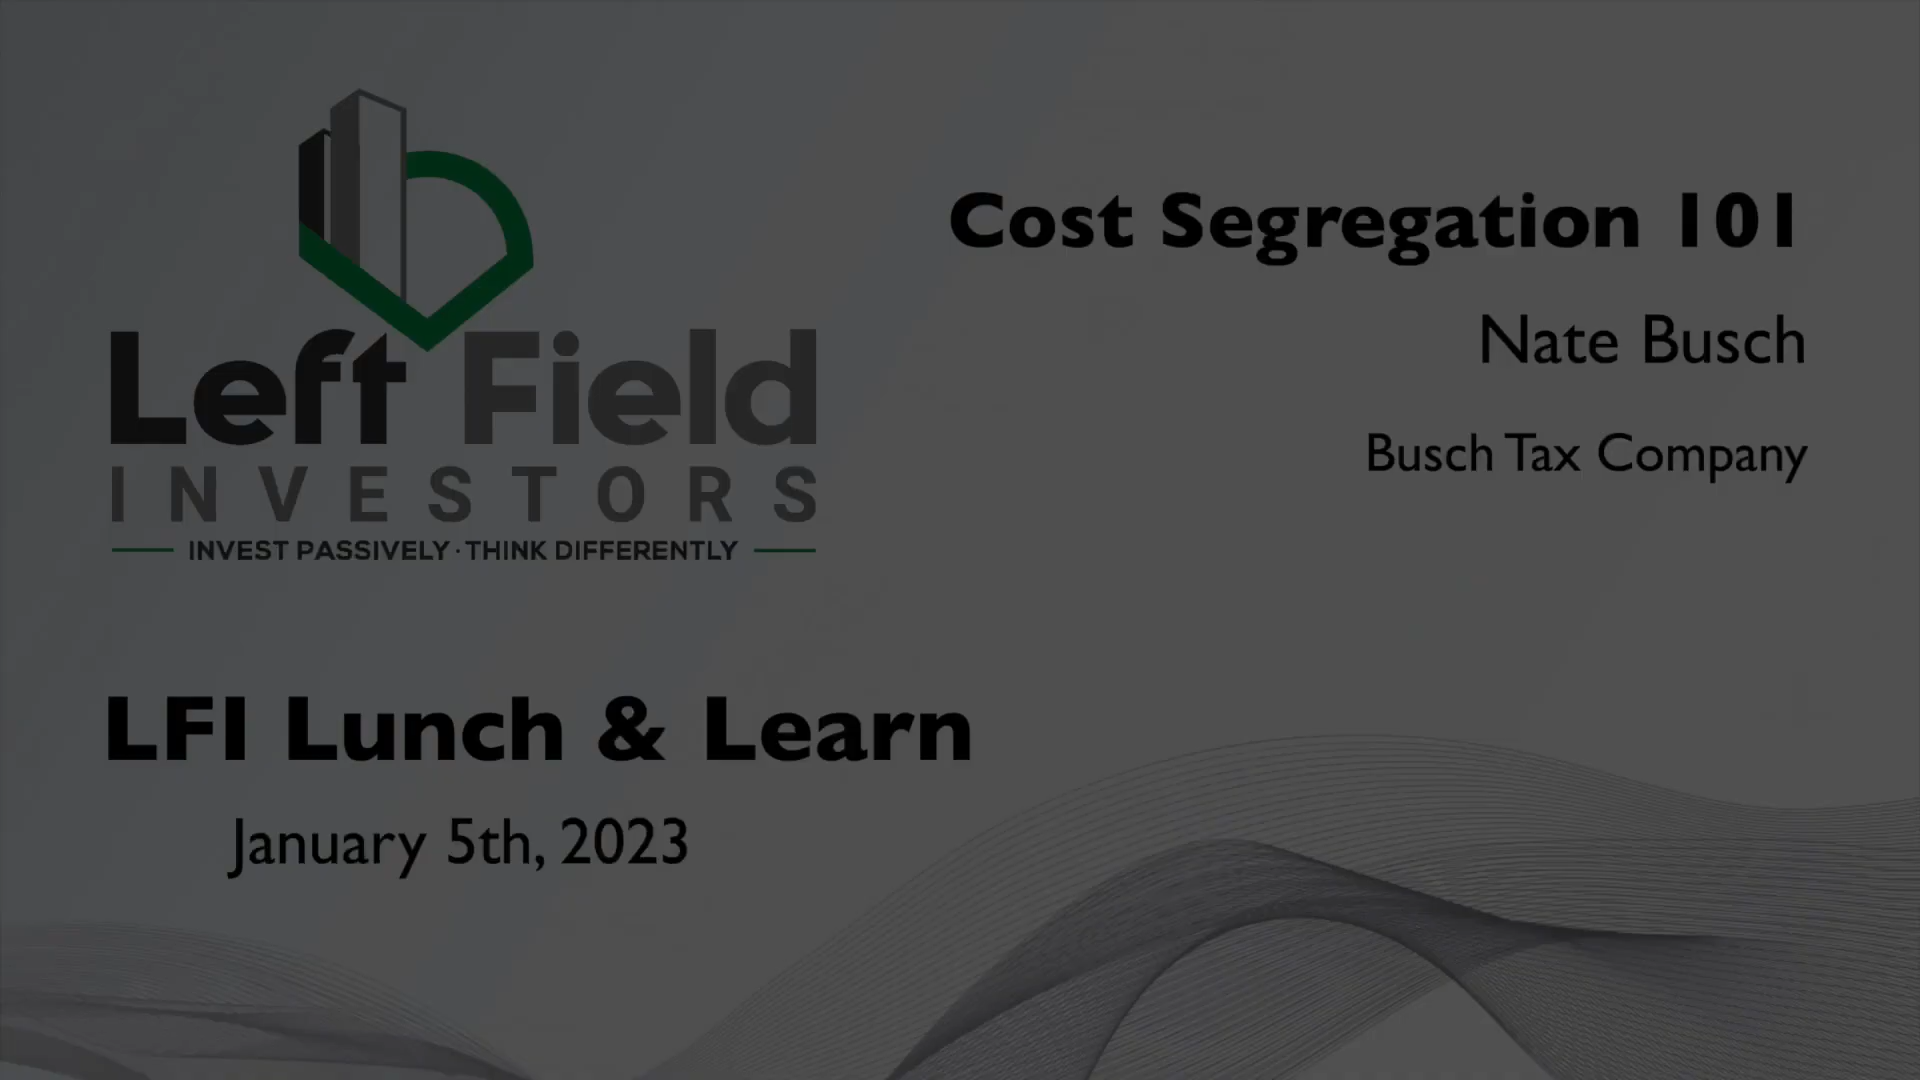 Left Field
INVESTORS
INVEST PASSIVELY · THINK DIFFERENTLY
Cost Segregation 101
Nate Busch
Busch Tax Company
LFI Lunch & Learn
January 5th, 2023